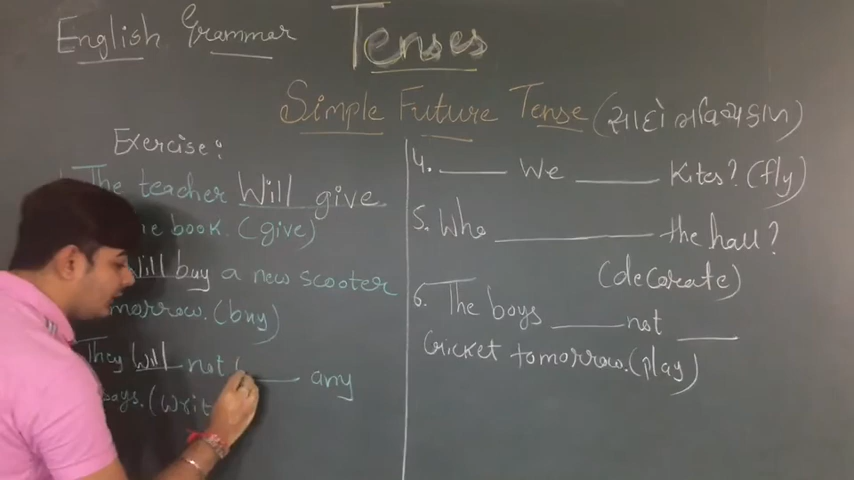 English Grammar
Tenses
Simple Future Tense (સાદો ભવિષ્યકાળ)
Exercise:
The teacher Will give
book. (give)
Will buy a new scooter
(buy)
They Will not ____ any
4. ____ We ____ Kites? (fly)
5. Who ____ the hall?
(decoreate)
6. The boys ____ not ____
Cricket tomorrow. (play)